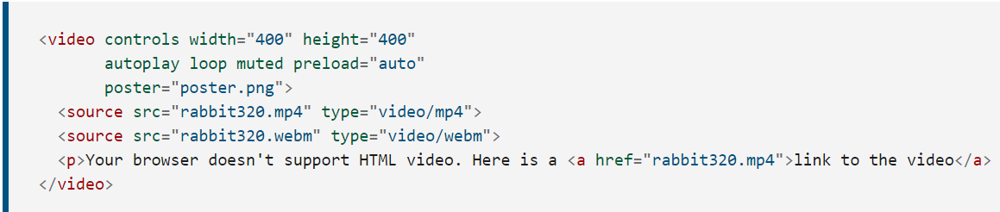 <video controls width="400" height="400"
       autoplay loop muted preload="auto"
       poster="poster.png">
  <source src="rabbit320.mp4" type="video/mp4">
  <source src="rabbit320.webm" type="video/webm">
  <p>Your browser doesn't support HTML video. Here is a <a href="rabbit320.mp4">link to the video</a>
</video>